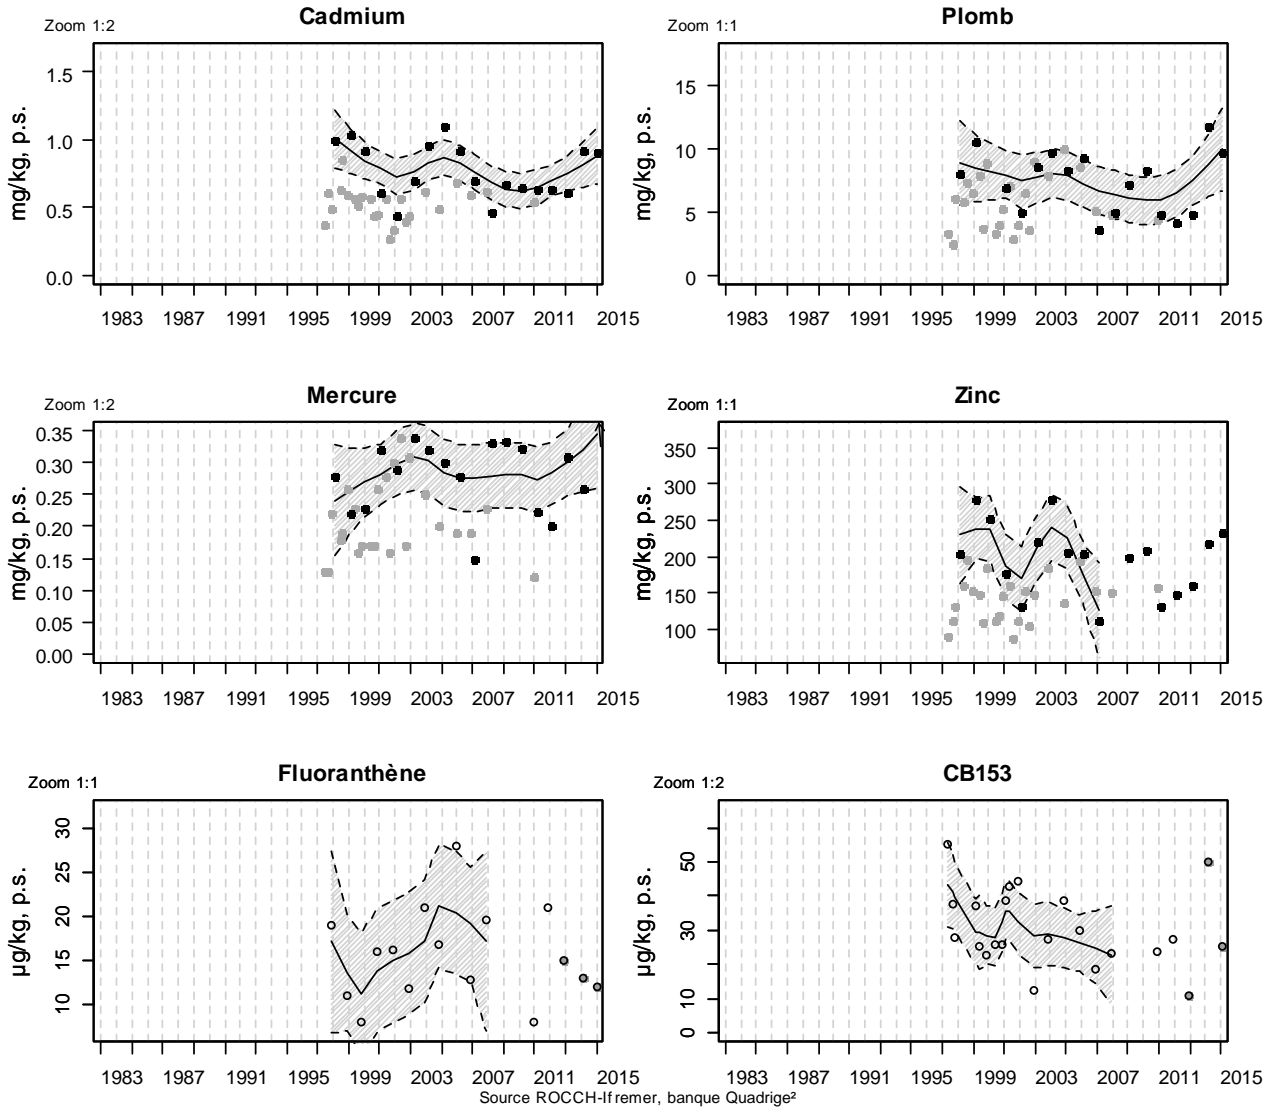 Cadmium
Zoom 1:2
mg/kg, p.s.
1.5
1.0
0.5
0.0
1983 1987 1991 1995 1999 2003 2007 2011 2015
Plomb
Zoom 1:1
mg/kg, p.s.
15
10
5
0
1983 1987 1991 1995 1999 2003 2007 2011 2015
Mercure
Zoom 1:2
mg/kg, p.s.
0.35
0.30
0.25
0.20
0.15
0.10
0.05
0.00
1983 1987 1991 1995 1999 2003 2007 2011 2015
Zinc
Zoom 1:1
mg/kg, p.s.
350
300
250
200
150
100
1983 1987 1991 1995 1999 2003 2007 2011 2015
Fluoranthène
Zoom 1:1
µg/kg, p.s.
30
25
20
15
10
1983 1987 1991 1995 1999 2003 2007 2011 2015
CB153
Zoom 1:2
µg/kg, p.s.
50
30
10
0
1983 1987 1991 1995 1999 2003 2007 2011 2015
Source ROCCH-Ifremer, banque Quadrige²